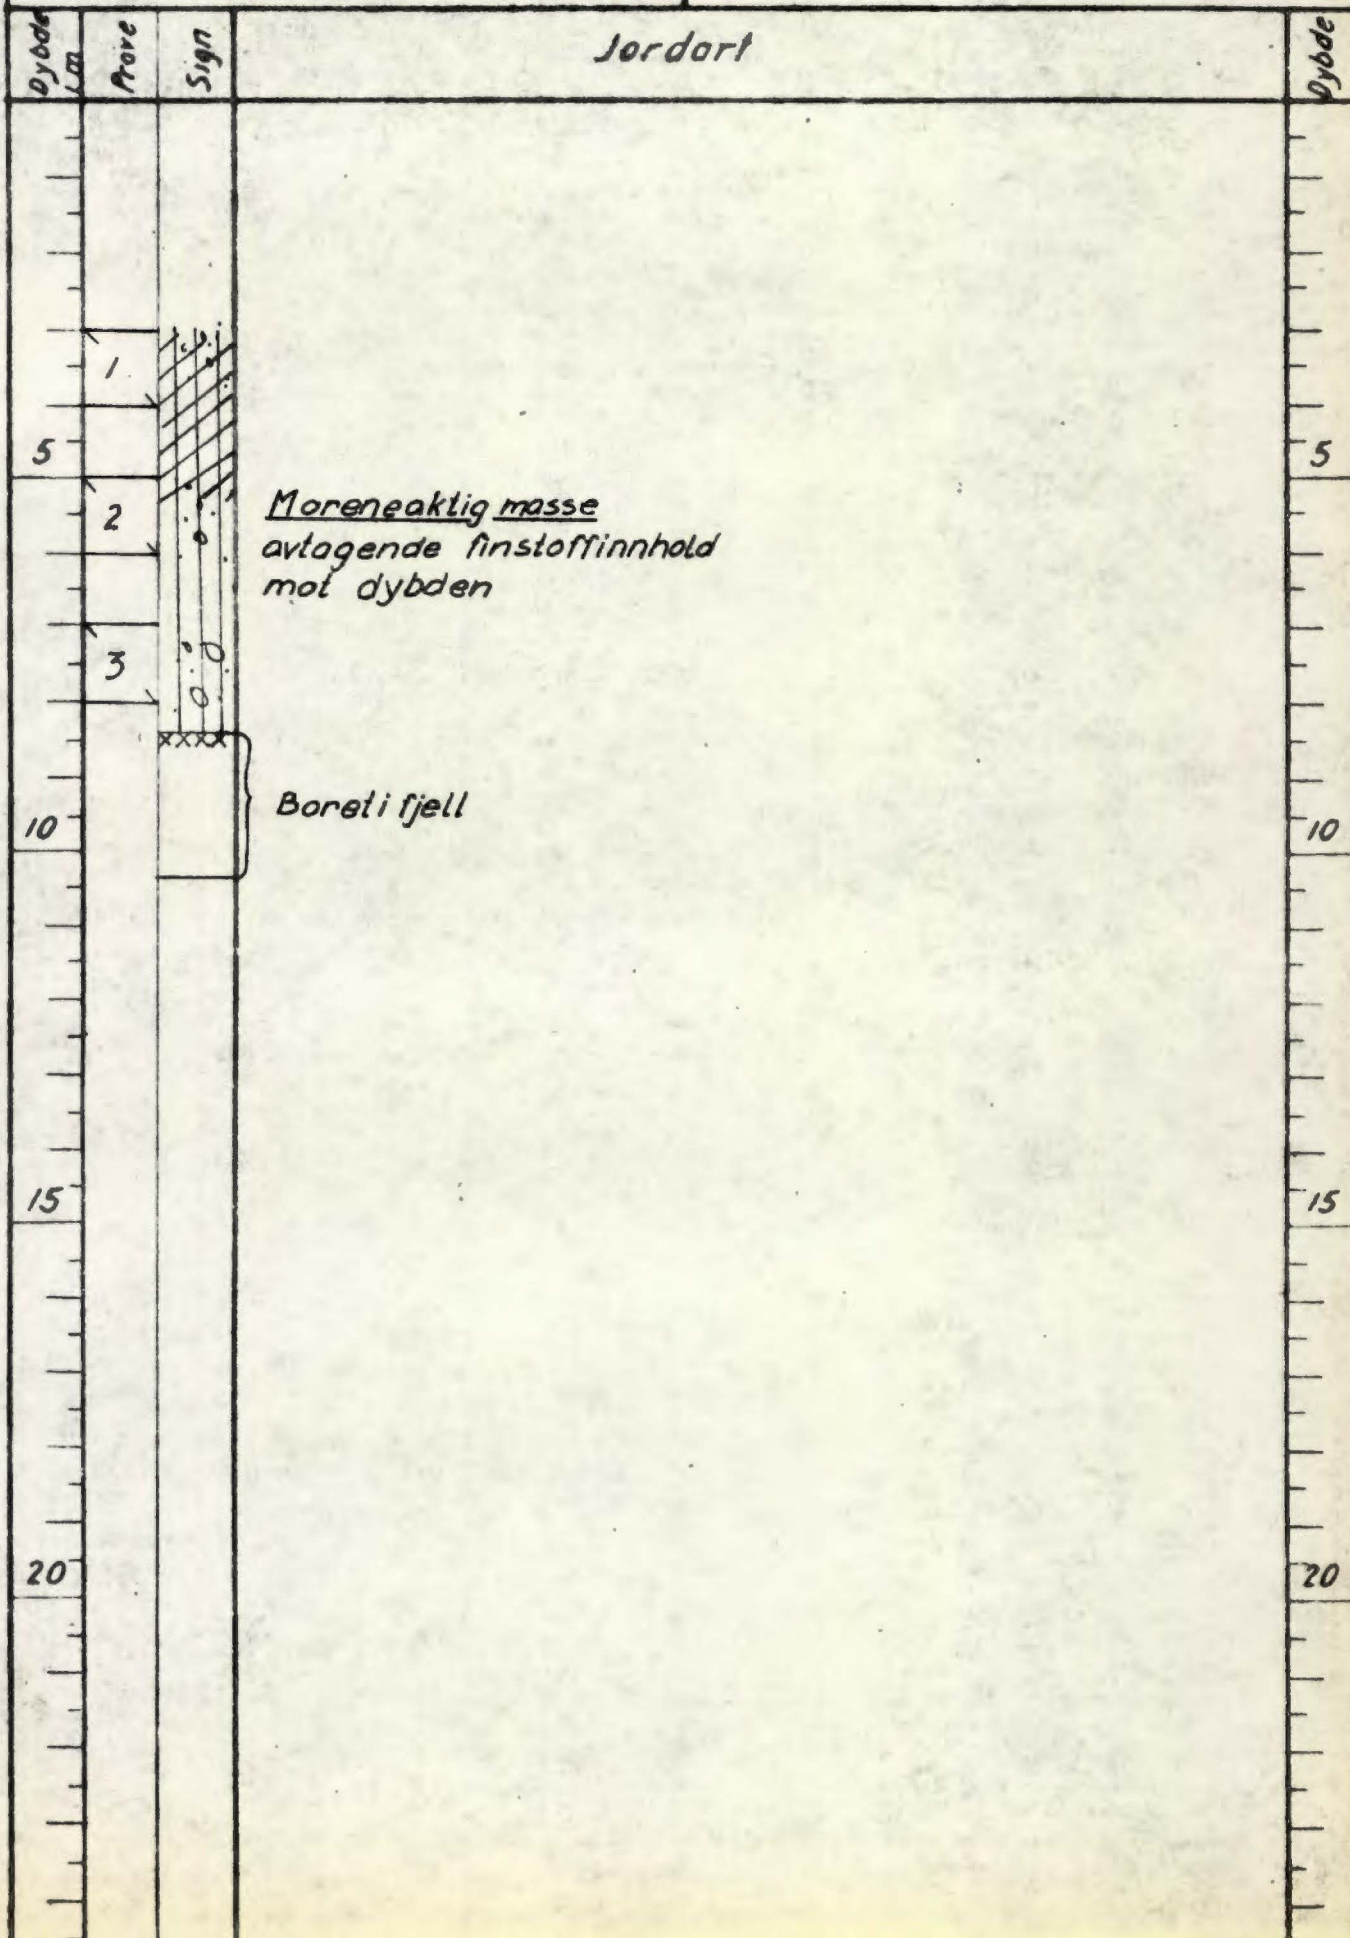 Dybde i m
Prøve
Sign
Jordart
Dybde
1
5
5
2
Moreneaktig masse
avtagende finstoffinnhold
mot dybden
3
Boret i fjell
10
10
15
15
20
20